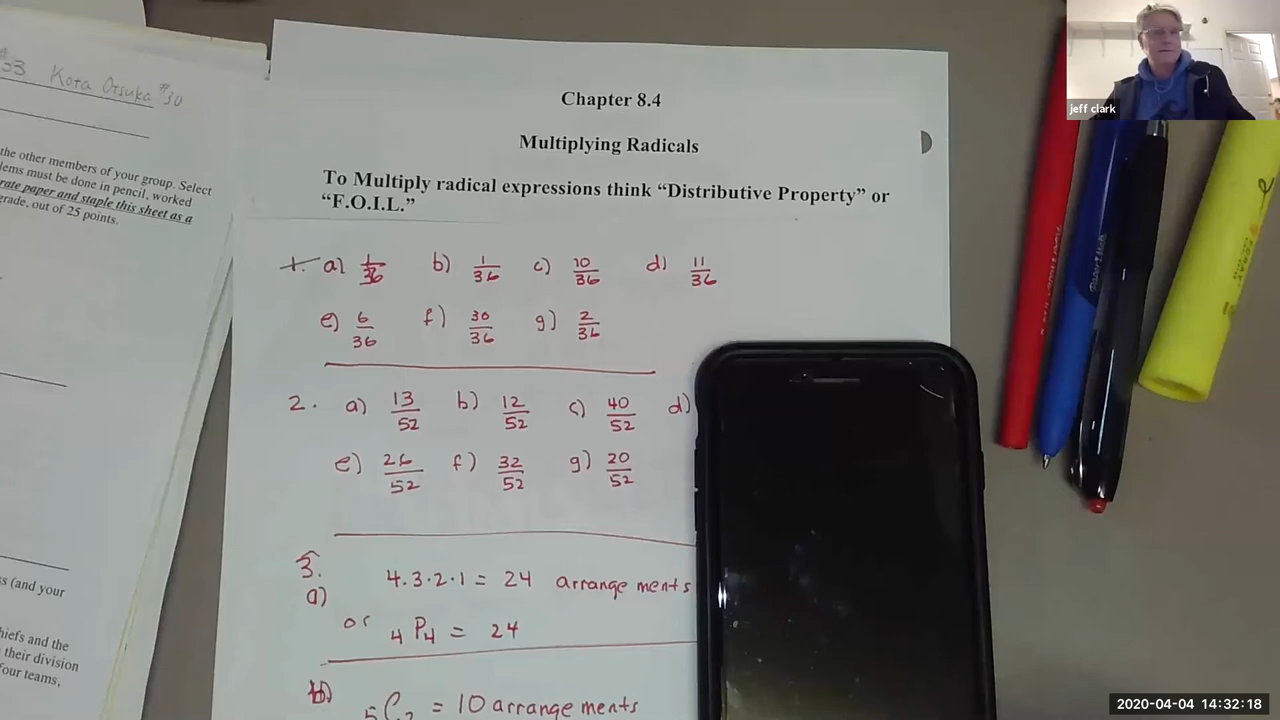 Kota Otsuka #30
the other members of your group. Select
lems must be done in pencil, worked
rate paper and staple this sheet as a
grade, out of 25 points.
s (and your
hiefs and the
their division
four teams,
Chapter 8.4
Multiplying Radicals
To Multiply radical expressions think “Distributive Property” or
“F.O.I.L.”
1. a) 1/36 b) 1/36 c) 10/36 d) 11/36
e) 6/36 f) 30/36 g) 2/36
2. a) 13/52 b) 12/52 c) 40/52 d)
e) 26/52 f) 32/52 g) 20/52
3.
a) 4.3.2.1 = 24 arrangements
or 4P4 = 24
b) = 10 arrangements
jeff clark
2020-04-04 14:32:18